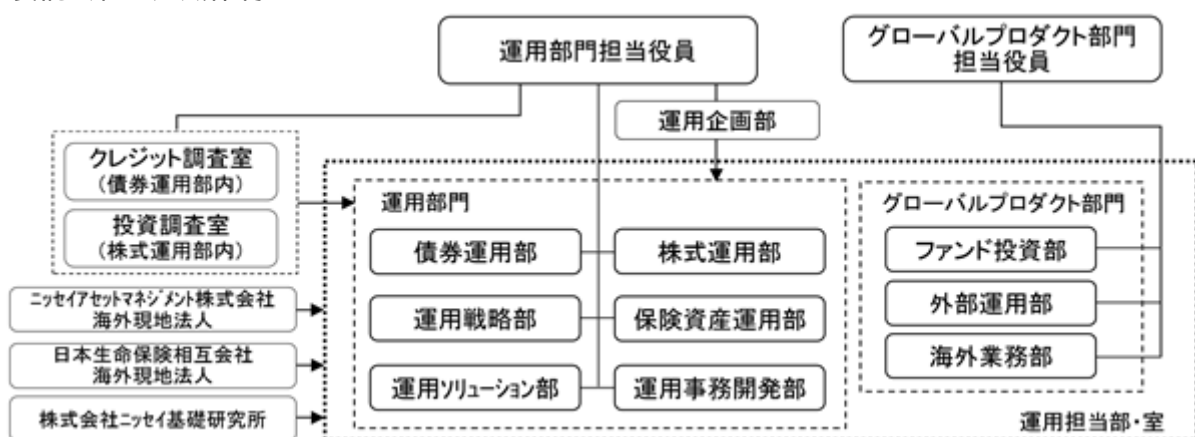 運用部門担当役員
グローバルプロダクト部門
担当役員
運用企画部
クレジット調査室
（債券運用部内）
投資調査室
（株式運用部内）
運用部門
債券運用部
株式運用部
運用戦略部
保険資産運用部
運用ソリューション部
運用事務開発部
グローバルプロダクト部門
ファンド投資部
外部運用部
海外業務部
ニッセイアセットマネジメント株式会社
海外現地法人
日本生命保険相互会社
海外現地法人
株式会社ニッセイ基礎研究所
運用担当部・室